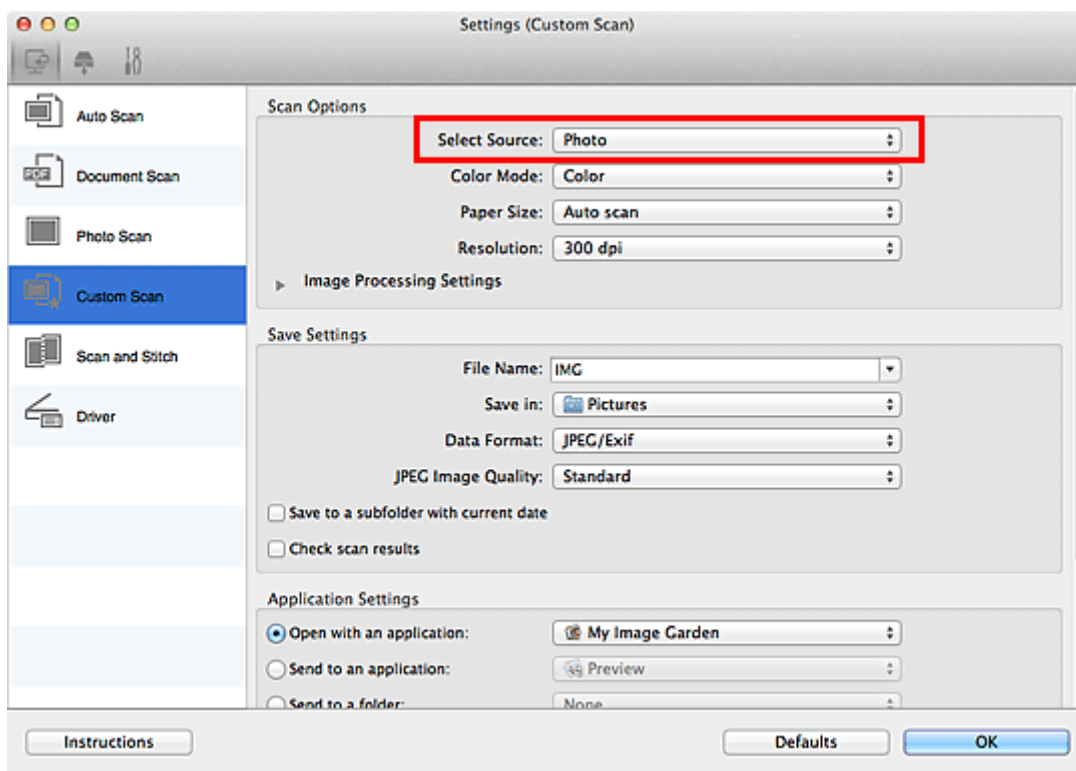 Settings (Custom Scan)
Auto Scan
Document Scan
Photo Scan
Custom Scan
Scan and Stitch
Driver
Scan Options
Select Source: Photo
Color Mode: Color
Paper Size: Auto scan
Resolution: 300 dpi
Image Processing Settings
Save Settings
File Name: IMG
Save in: Pictures
Data Format: JPEG/Exif
JPEG Image Quality: Standard
Save to a subfolder with current date
Check scan results
Application Settings
Open with an application: My Image Garden
Send to an application: Preview
Send to a folder: None
Instructions
Defaults
OK